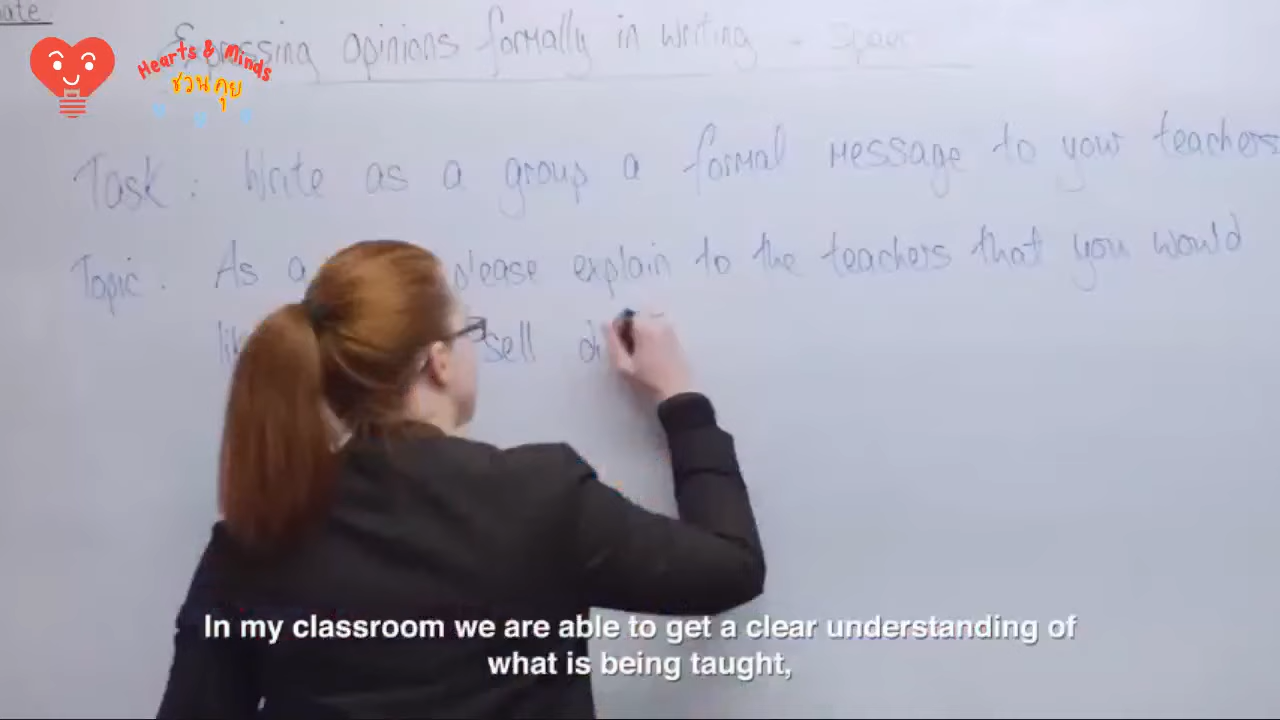 Expressing opinions formally in writing -
Hearts & Minds
ชวนคุย
Task: Write as a group a formal message to your teachers
Topic: As a please explain to the teachers that you would
sell
In my classroom we are able to get a clear understanding of
what is being taught,